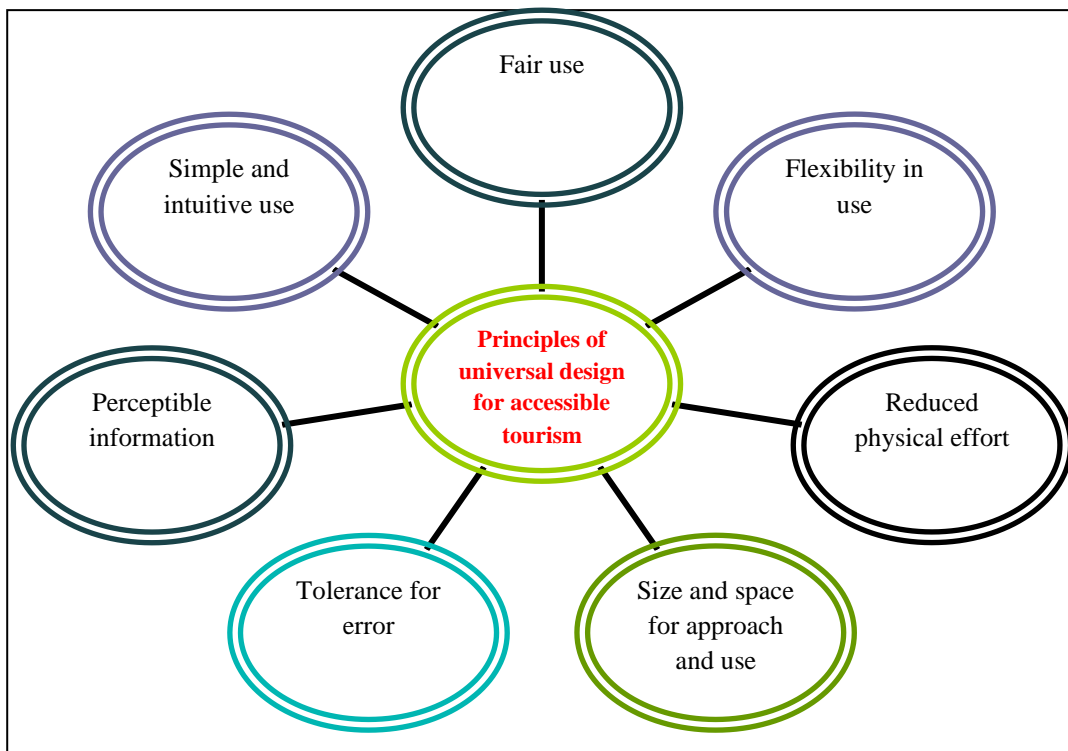 Fair use
Simple and
intuitive use
Flexibility in
use
Principles of
universal design
for accessible
tourism
Perceptible
information
Reduced
physical effort
Tolerance for
error
Size and space
for approach
and use